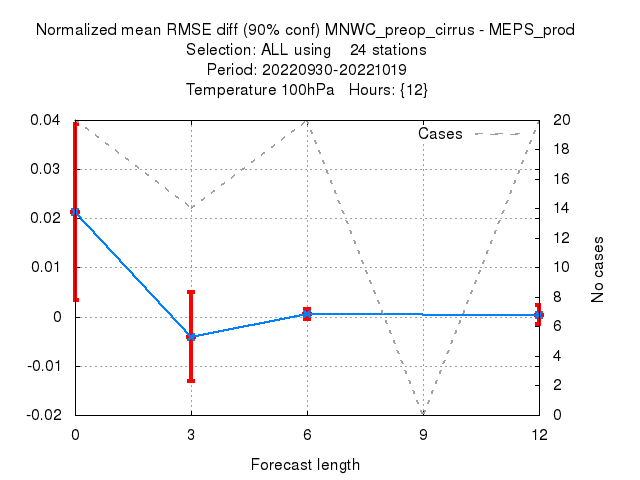 Normalized mean RMSE diff (90% conf) MNWC_preop_cirrus - MEPS_prod
Selection: ALL using 24 stations
Period: 20220930-20221019
Temperature 100hPa Hours: {12}
Cases
0.04
0.03
0.02
0.01
0
-0.01
-0.02
20
18
16
14
12
10
8
6
4
2
0
No cases
0 3 6 9 12
Forecast length